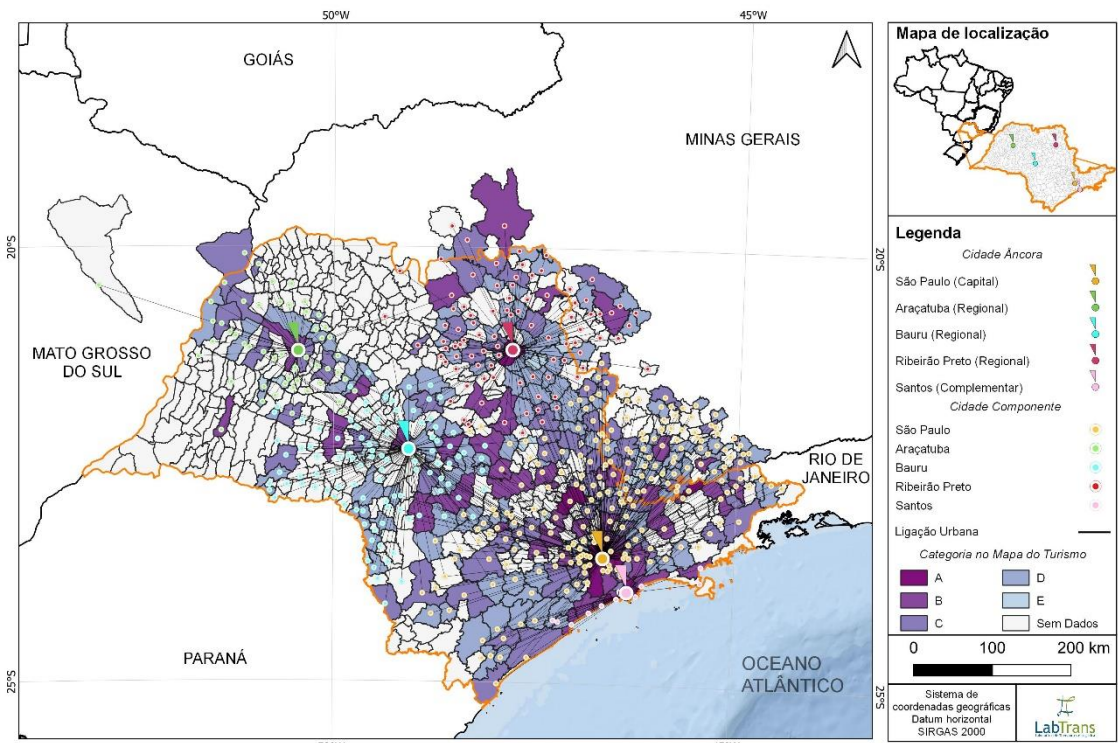 50°W
45°W
GOIÁS
MINAS GERAIS
20°S
20°S
MATO GROSSO
DO SUL
RIO DE
JANEIRO
PARANÁ
OCEANO
ATLÂNTICO
25°S
25°S
Mapa de localização
Legenda
Cidade Âncora
São Paulo (Capital)
Araçatuba (Regional)
Bauru (Regional)
Ribeirão Preto (Regional)
Santos (Complementar)
Cidade Componente
São Paulo
Araçatuba
Bauru
Ribeirão Preto
Santos
Ligação Urbana
Categoria no Mapa do Turismo
A
D
B
E
C
Sem Dados
0 100 200 km
Sistema de
coordenadas geográficas
Datum horizontal
SIRGAS 2000
LabTrans